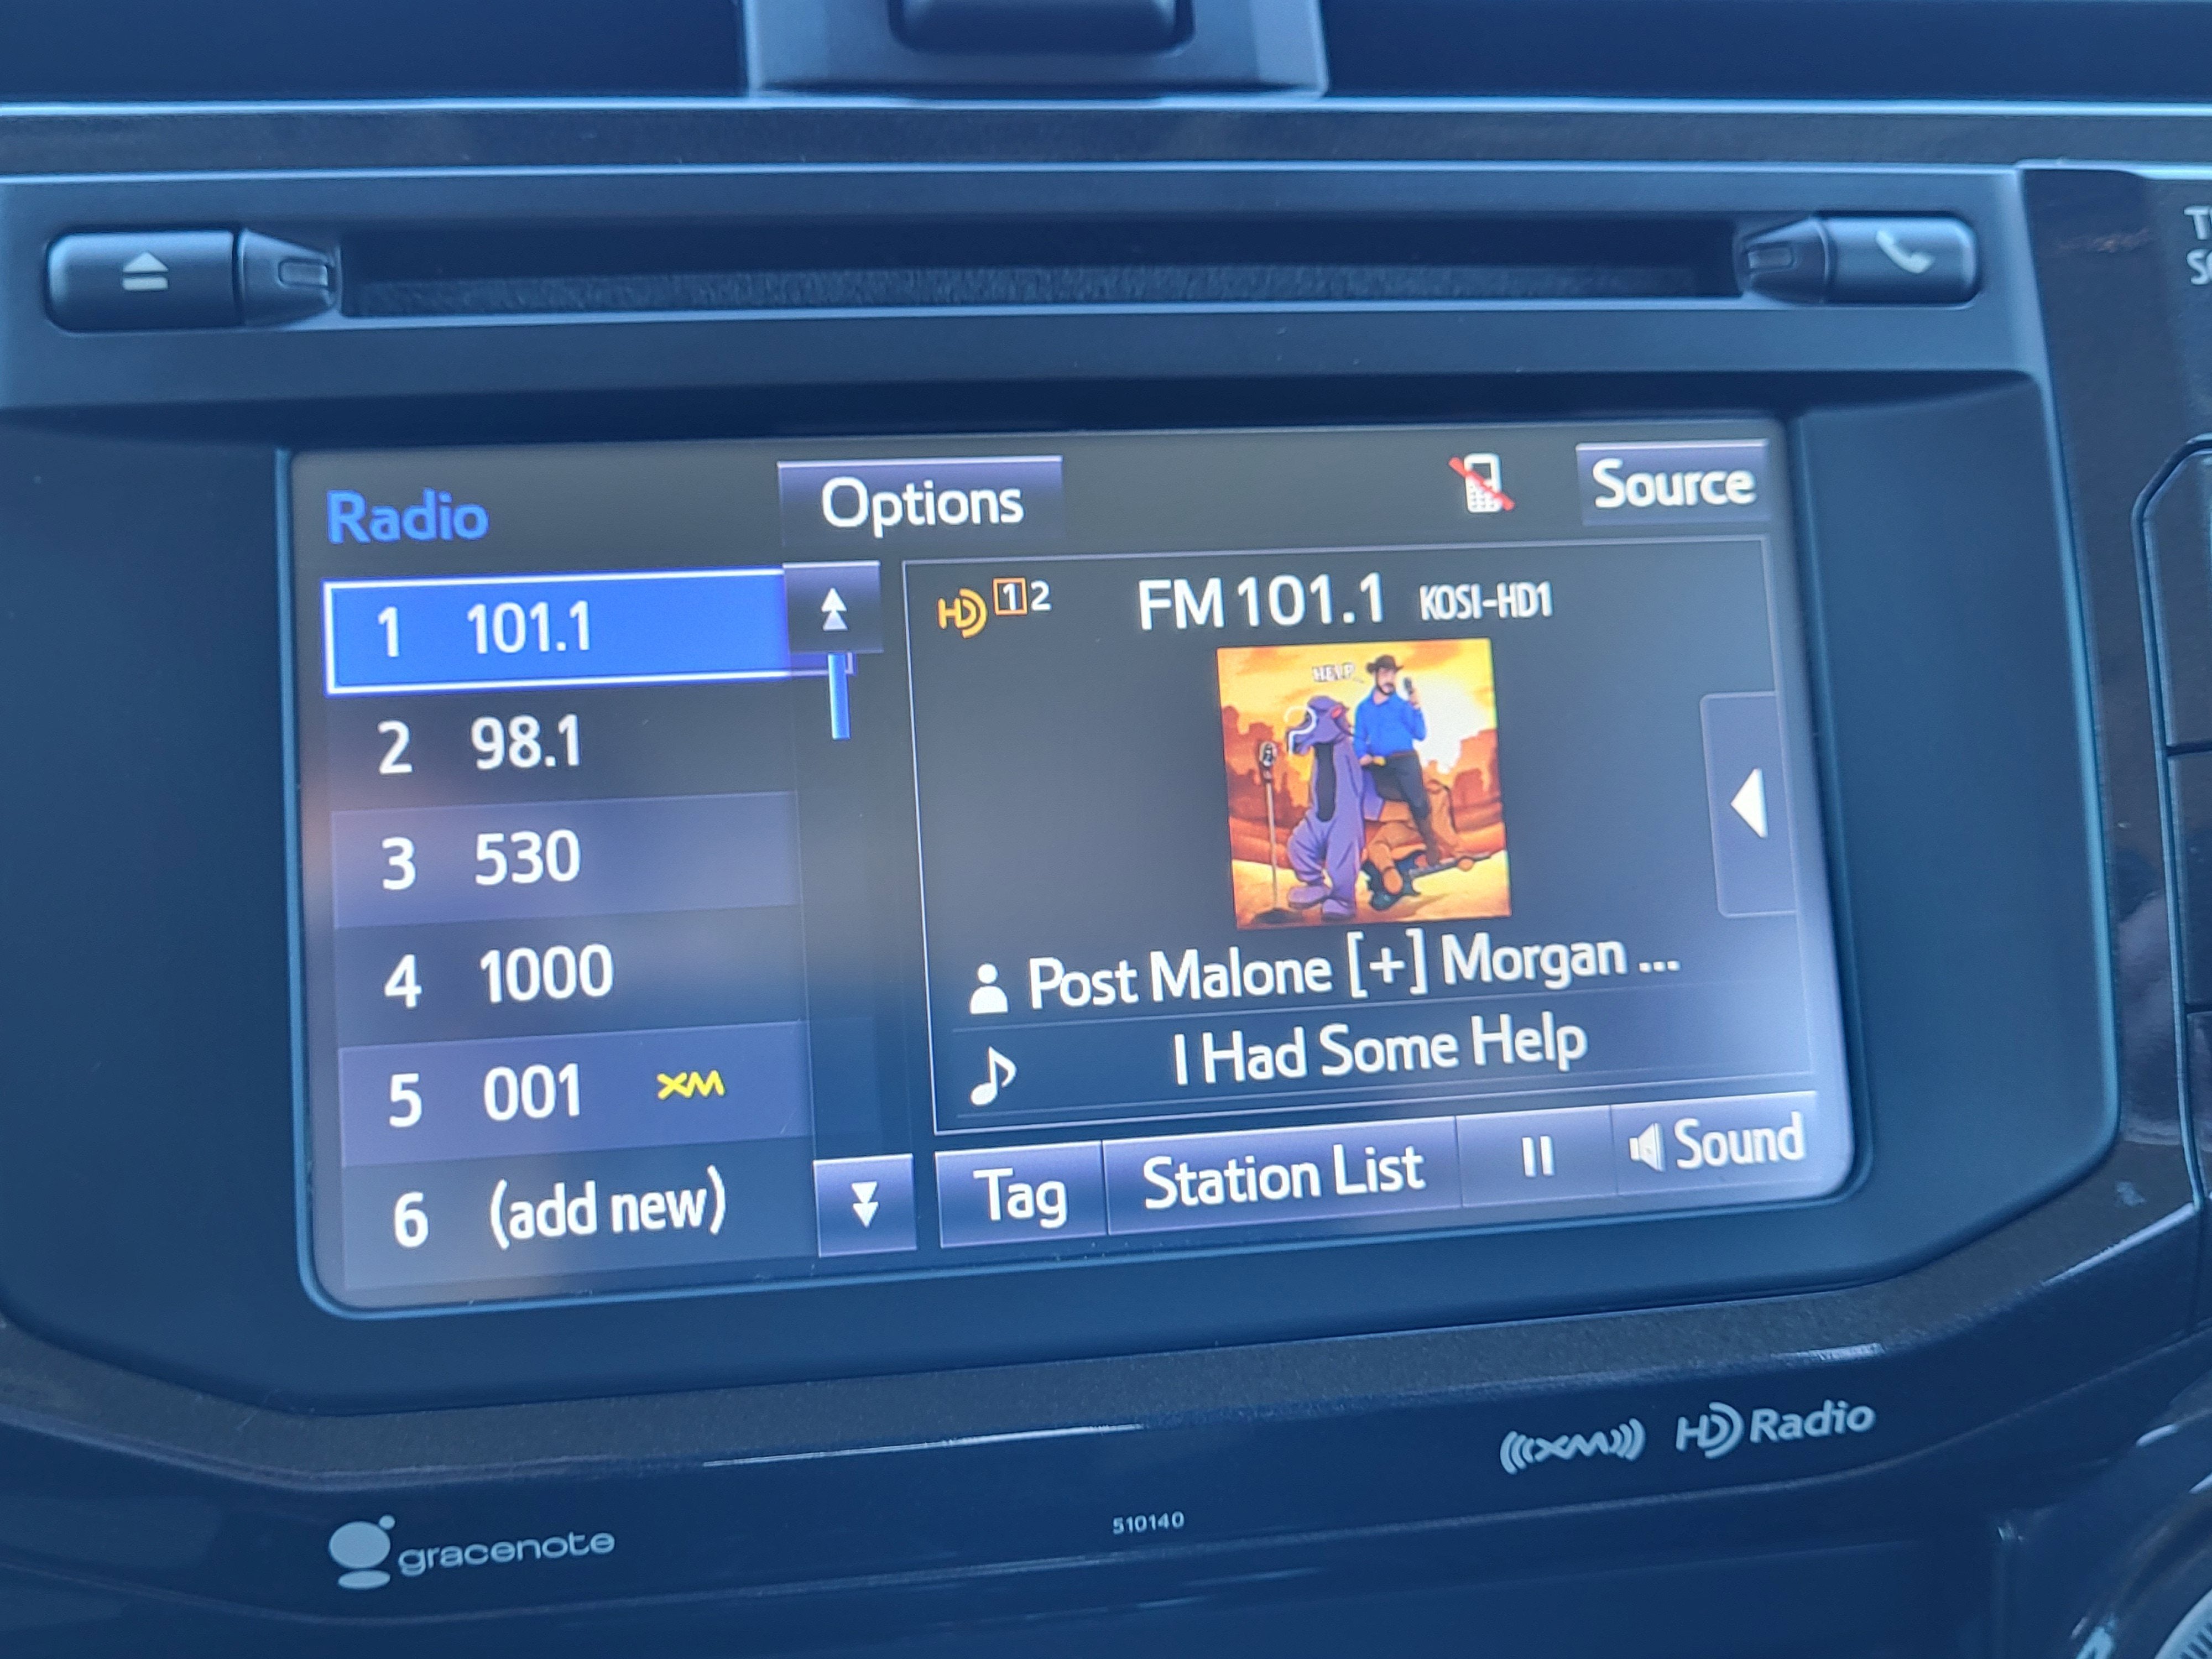 Radio
Options
Source
1 101.1
2 98.1
3 530
4 1000
5 001 XM
6 (add new)
HD 1 2
FM 101.1 KOSI-HD1
HELP
Post Malone [+] Morgan ...
I Had Some Help
Tag
Station List
Sound
((XM)) HD Radio
gracenote
510140